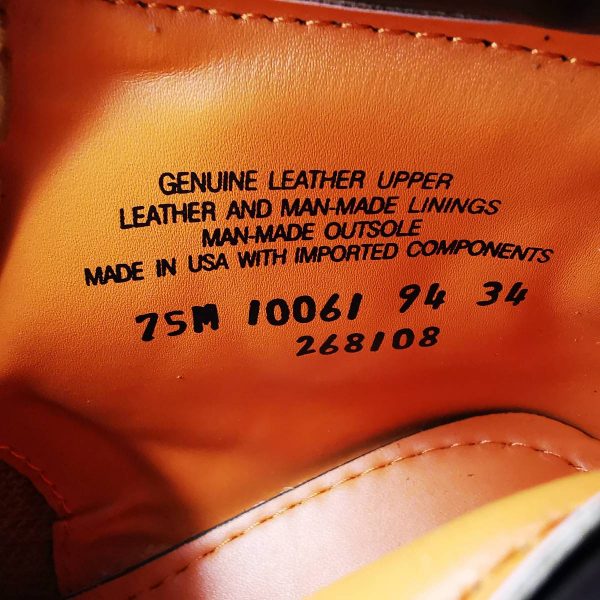 GENUINE LEATHER UPPER
LEATHER AND MAN-MADE LININGS
MAN-MADE OUTSOLE
MADE IN USA WITH IMPORTED COMPONENTS
75M 10061 94 34
268108